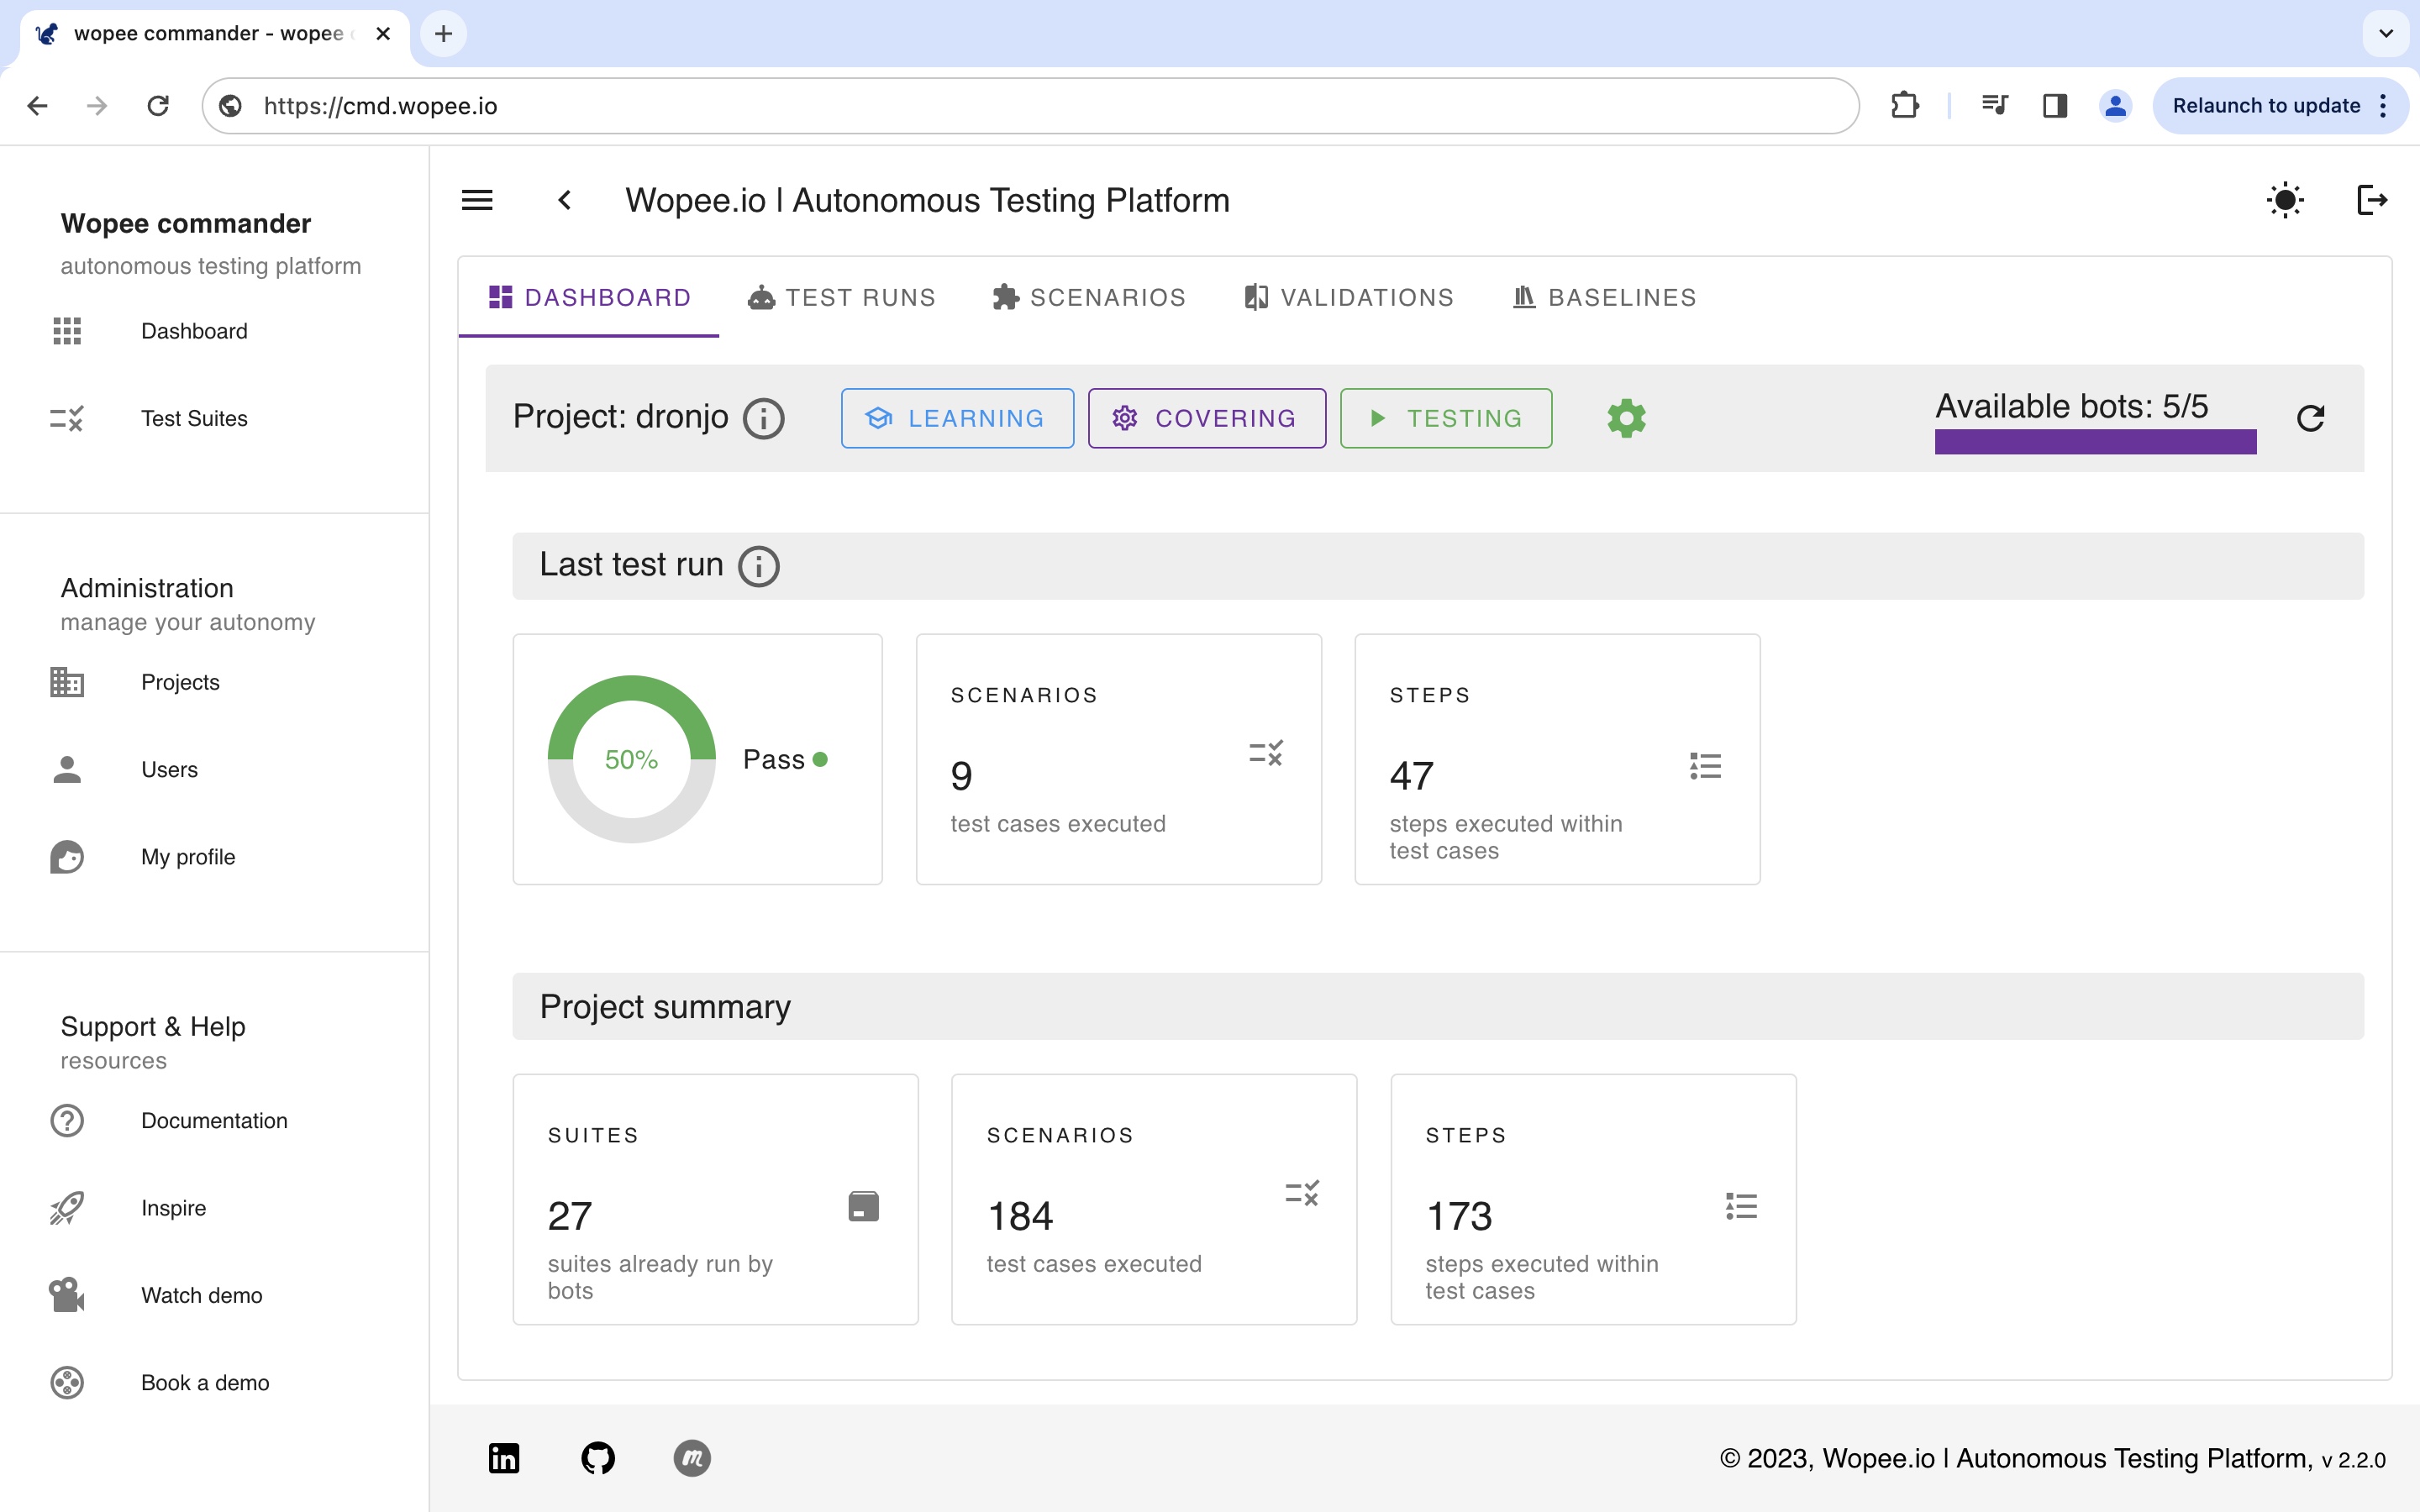 wopee commander - wopee
https://cmd.wopee.io
Relaunch to update
Wopee commander
autonomous testing platform
Dashboard
Test Suites
Administration
manage your autonomy
Projects
Users
My profile
Support & Help
resources
Documentation
Inspire
Watch demo
Book a demo
Wopee.io | Autonomous Testing Platform
DASHBOARD
TEST RUNS
SCENARIOS
VALIDATIONS
BASELINES
Project: dronjo
LEARNING
COVERING
TESTING
Available bots: 5/5
Last test run
50%
Pass
SCENARIOS
9
test cases executed
STEPS
47
steps executed within
test cases
Project summary
SUITES
27
suites already run by
bots
SCENARIOS
184
test cases executed
STEPS
173
steps executed within
test cases
© 2023, Wopee.io | Autonomous Testing Platform, v 2.2.0